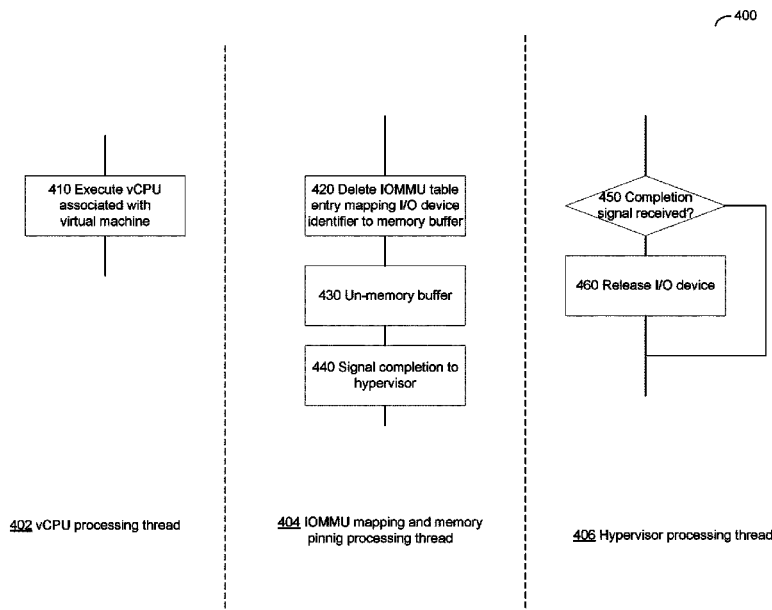 400
410 Execute vCPU
associated with
virtual machine
420 Delete IOMMU table
entry mapping I/O device
identifier to memory buffer
430 Un-memory buffer
440 Signal completion to
hypervisor
450 Completion
signal received?
460 Release I/O device
402 vCPU processing thread
404 IOMMU mapping and memory
pinnig processing thread
406 Hypervisor processing thread